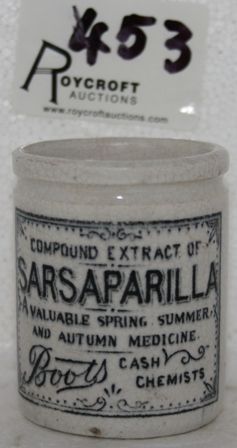 453
ROYCROFT
AUCTIONS
www.roycroftauctions.com
COMPOUND EXTRACT OF
SARSAPARILLA
A VALUABLE SPRING SUMMER,
AND AUTUMN MEDICINE.
Boots CASH
CHEMISTS